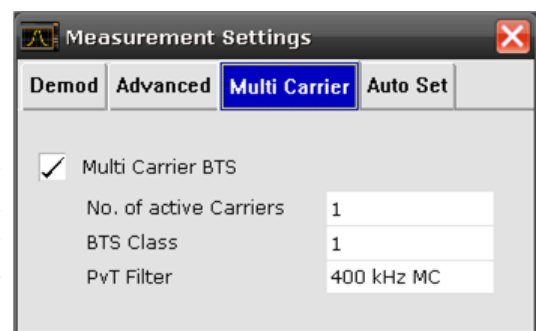 Measurement Settings
Demod Advanced Multi Carrier Auto Set
Multi Carrier BTS
No. of active Carriers 1
BTS Class 1
PvT Filter 400 kHz MC